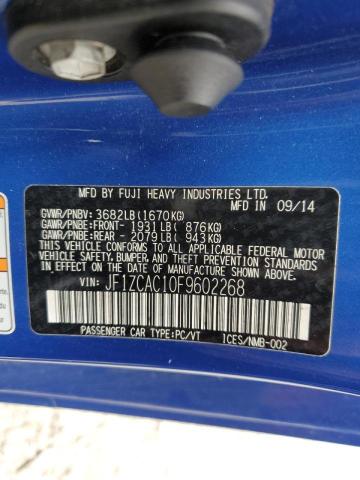 MFD BY FUJI HEAVY INDUSTRIES LTD.
MFD IN 09/14
GVWR/PNBV: 3682LB(1670KG)
GAWR/PNBE:FRONT- 1931LB( 876KG)
GAWR/PNBE:REAR - 2079LB( 943KG)
THIS VEHICLE CONFORMS TO ALL APPLICABLE FEDERAL MOTOR
VEHICLE SAFETY, BUMPER, AND THEFT PREVENTION STANDARDS
IN EFFECT ON THE DATE OF MANUFACTURE SHOWN ABOVE.
VIN: JF1ZCAC10F9602268
PASSENGER CAR TYPE:PC/VT ICES/NMB-002